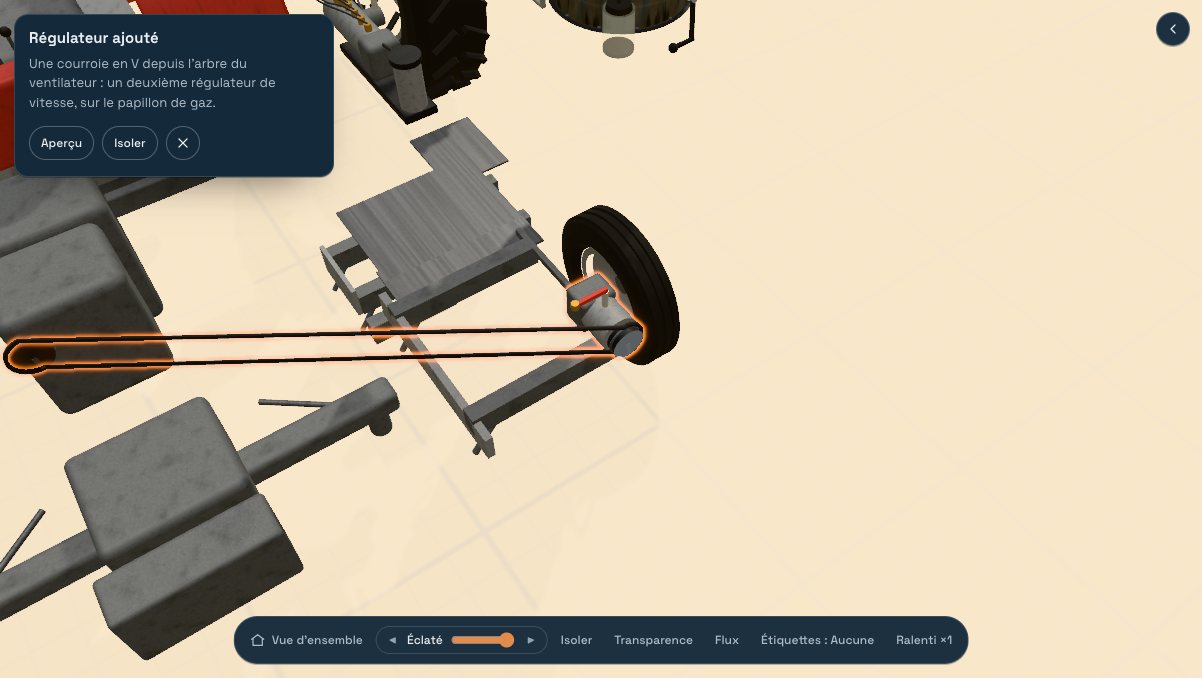 Régulateur ajouté
Une courroie en V depuis l'arbre du
ventilateur : un deuxième régulateur de
vitesse, sur le papillon de gaz.
Aperçu
Isoler
Vue d'ensemble
Éclaté
Isoler
Transparence
Flux
Étiquettes : Aucune
Ralenti ×1